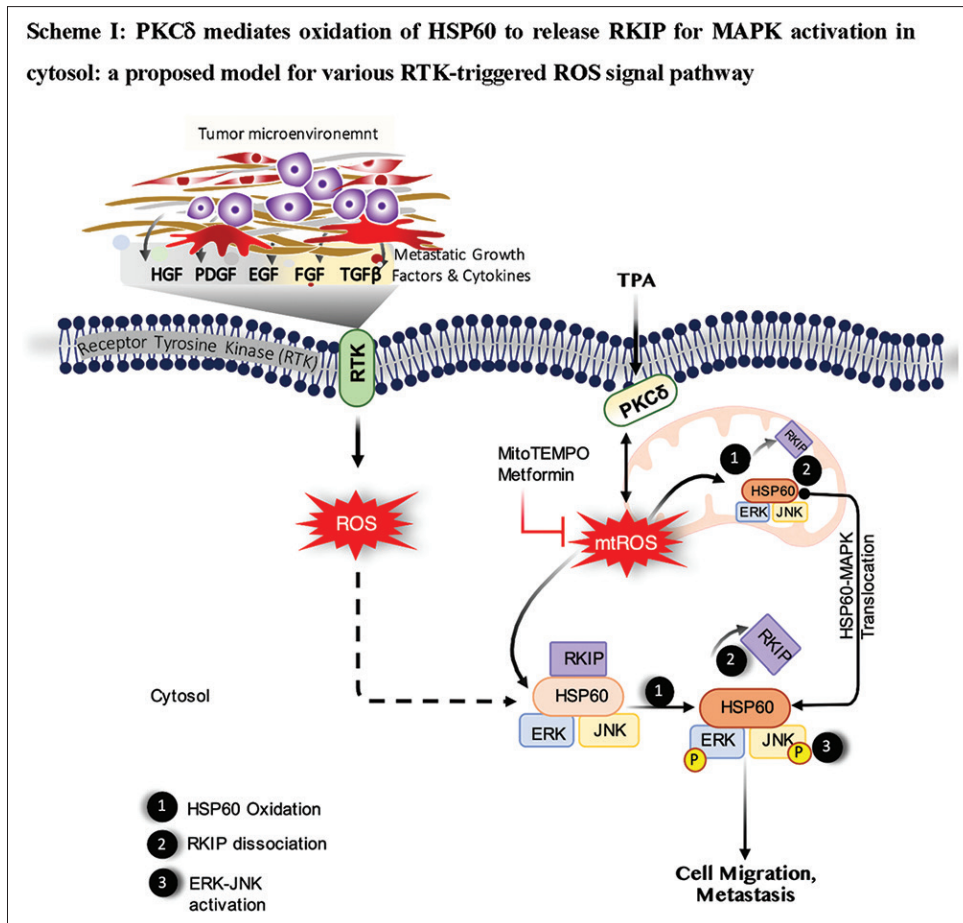 Scheme I: PKCδ mediates oxidation of HSP60 to release RKIP for MAPK activation in
cytosol: a proposed model for various RTK-triggered ROS signal pathway
Tumor microenvironemnt
Metastatic Growth
Factors & Cytokines
HGF PDGF EGF FGF TGFβ
TPA
Receptor Tyrosine Kinase (RTK)
RTK
PKCδ
MitoTEMPO
Metformin
1
RKIP
2
HSP60
ERK JNK
ROS
mtROS
HSP60-MAPK
Translocation
RKIP
2
RKIP
Cytosol
HSP60
1
HSP60
ERK JNK
ERK JNK
P
P
3
1 HSP60 Oxidation
2 RKIP dissociation
3 ERK-JNK
activation
Cell Migration,
Metastasis